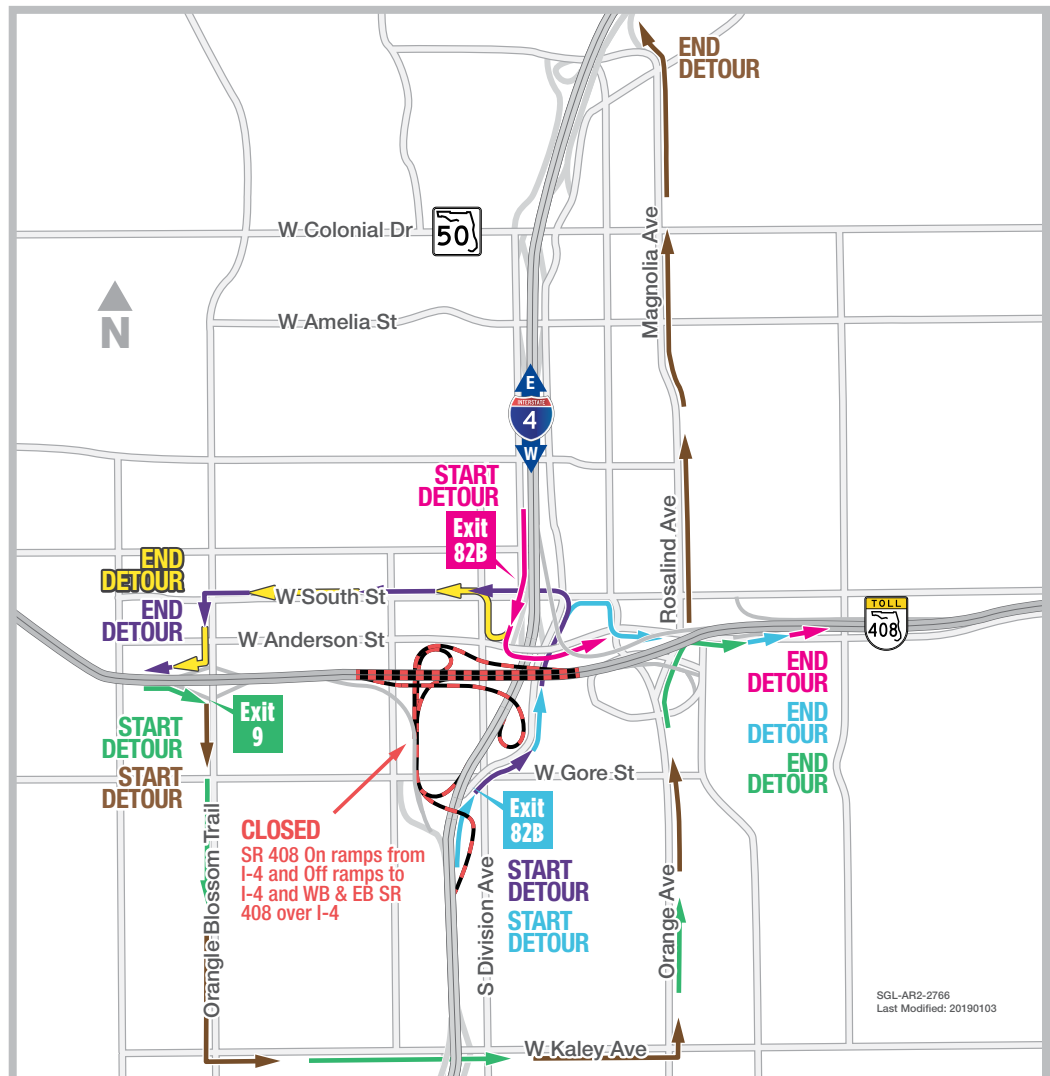 END
DETOUR
W Colonial Dr
50
Magnolia Ave
N
W Amelia St
E
INTERSTATE
4
W
START
DETOUR
Exit
82B
Rosalind Ave
END
DETOUR
W South St
END
DETOUR
W Anderson St
TOLL
408
END
DETOUR
END
DETOUR
END
DETOUR
Exit
9
START
DETOUR
START
DETOUR
W Gore St
Exit
82B
Orangle Blossom Trail
CLOSED
SR 408 On ramps from
I-4 and Off ramps to
I-4 and WB & EB SR
408 over I-4
START
DETOUR
START
DETOUR
S Division Ave
Orange Ave
SGL-AR2-2766
Last Modified: 20190103
W Kaley Ave